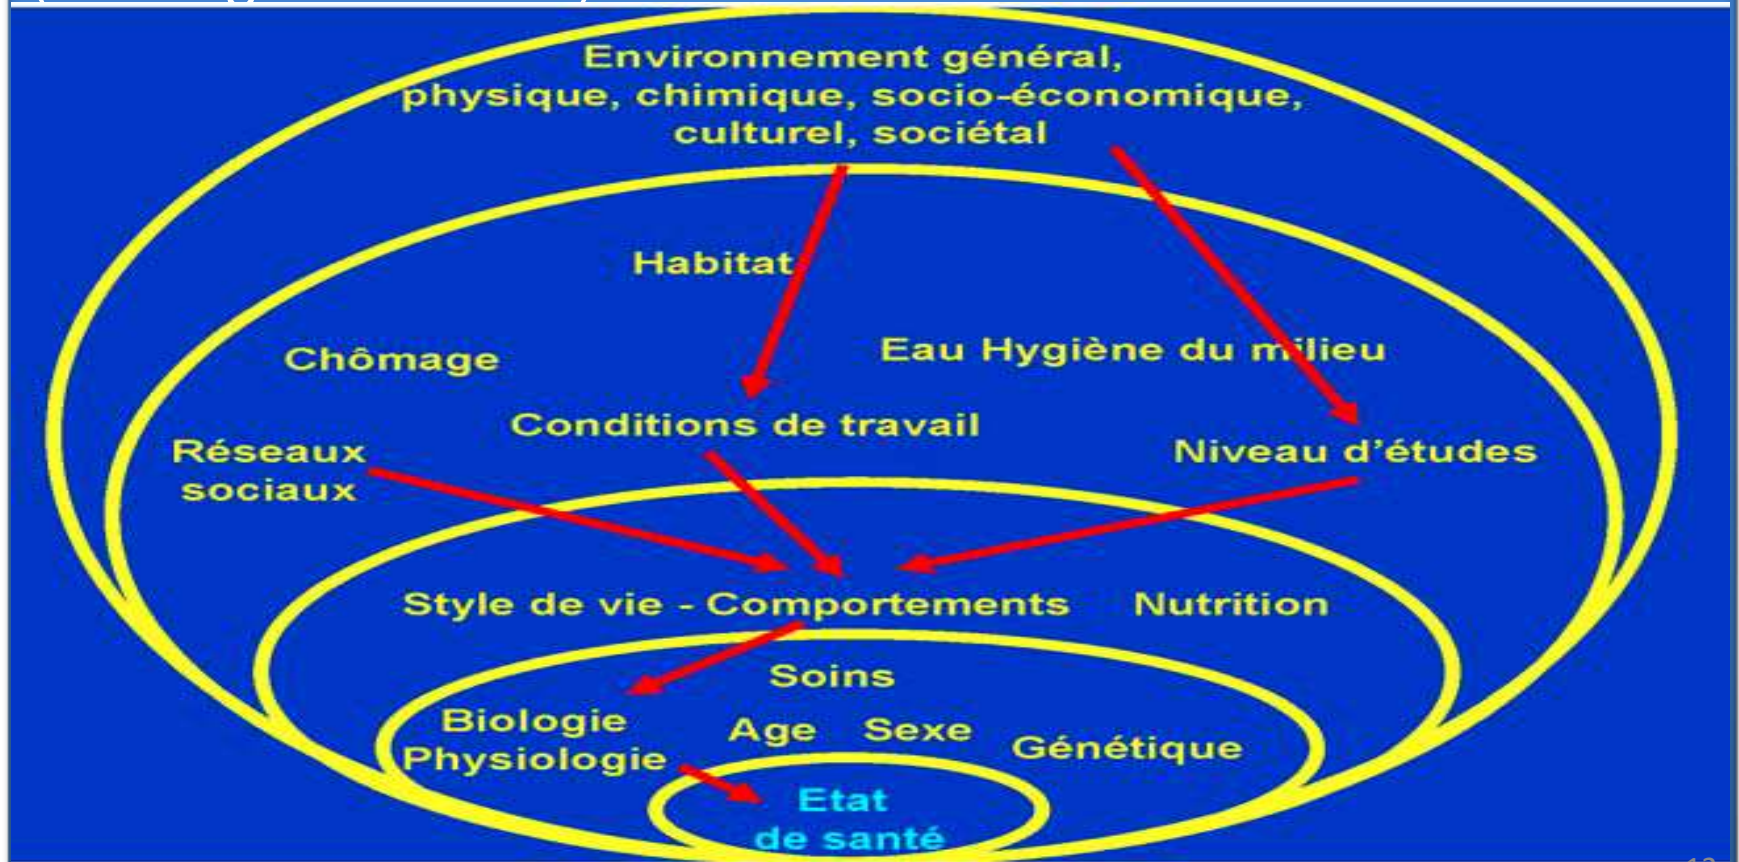 Environnement général,
physique, chimique, socio-économique,
culturel, sociétal
Habitat
Chômage
Eau Hygiène du milieu
Conditions de travail
Réseaux
sociaux
Niveau d'études
Style de vie - Comportements Nutrition
Soins
Biologie
Physiologie
Age Sexe
Génétique
Etat
de santé